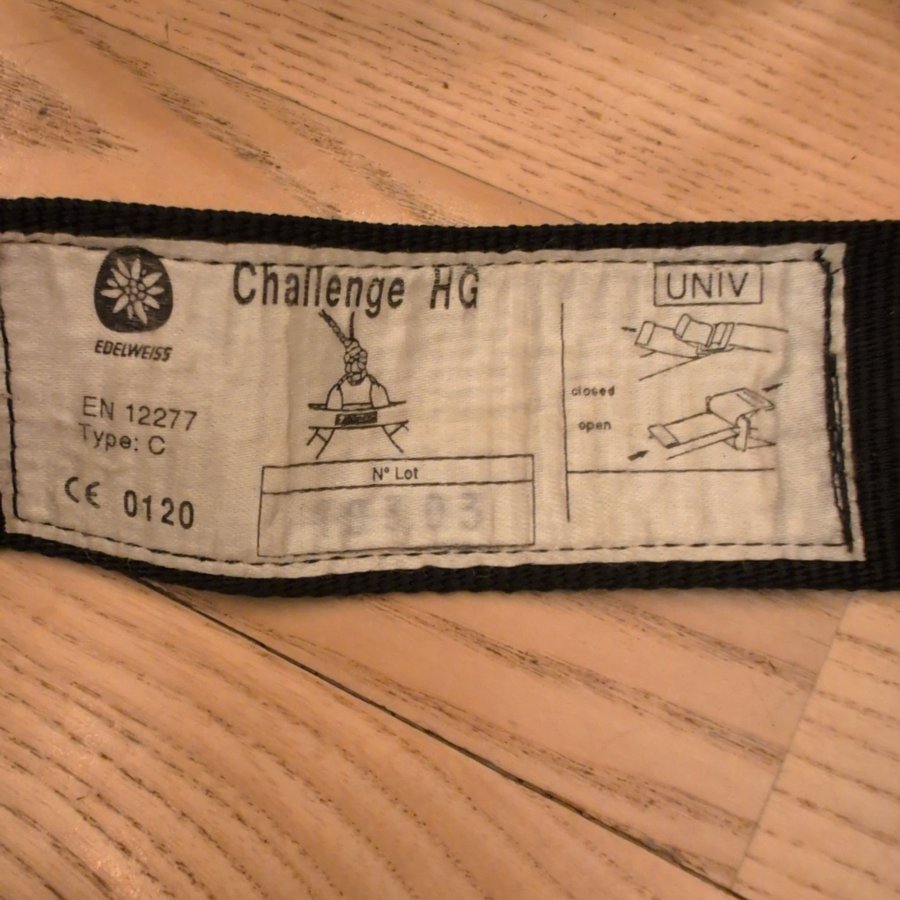 EDELWEISS
EN 12277
Type: C
CE 0120
Challenge HG
N° Lot
UNIV
closed
open